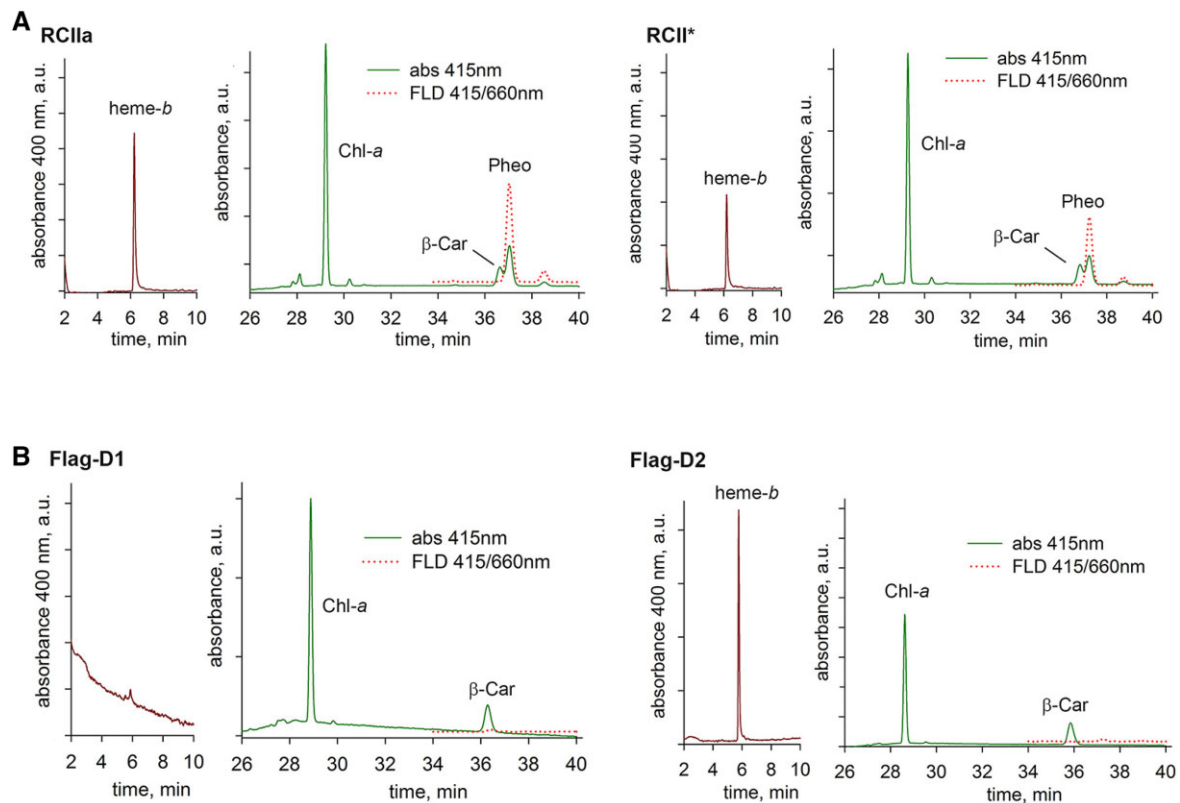 A
RCIIa
absorbance 400 nm, a.u.
heme-b
2 4 6 8 10
time, min
absorbance, a.u.
abs 415nm
FLD 415/660nm
Chl-a
Pheo
β-Car
26 28 30 32 34 36 38 40
time, min
RCII*
absorbance 400 nm, a.u.
heme-b
2 4 6 8 10
time, min
absorbance, a.u.
abs 415nm
FLD 415/660nm
Chl-a
Pheo
β-Car
26 28 30 32 34 36 38 40
time, min
B
Flag-D1
absorbance 400 nm, a.u.
2 4 6 8 10
time, min
absorbance, a.u.
abs 415nm
FLD 415/660nm
Chl-a
β-Car
26 28 30 32 34 36 38 40
time, min
Flag-D2
absorbance 400 nm, a.u.
heme-b
2 4 6 8 10
time, min
absorbance, a.u.
abs 415nm
FLD 415/660nm
Chl-a
β-Car
26 28 30 32 34 36 38 40
time, min